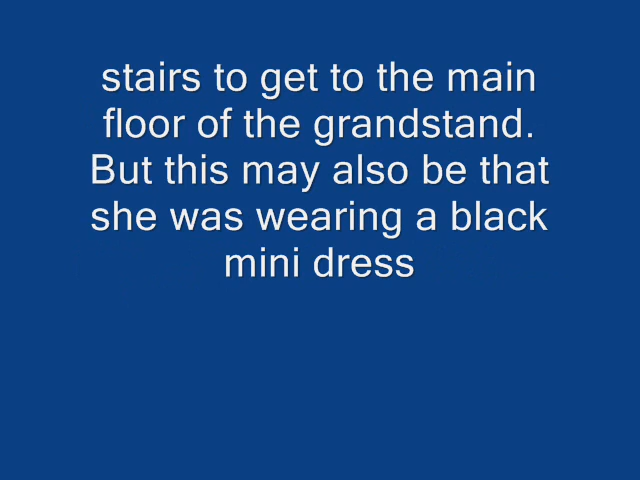 stairs to get to the main
floor of the grandstand.
But this may also be that
she was wearing a black
mini dress